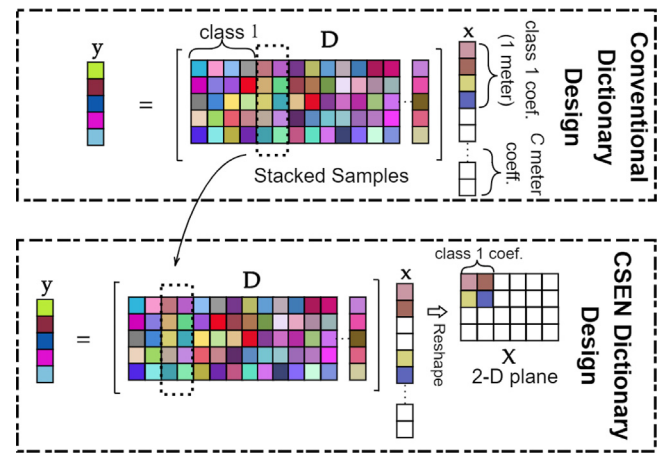 class 1
D
y
x
=
class 1 coef.
(1 meter)
C meter
coeff.
Stacked Samples
Conventional
Dictionary
Design
y
D
x
=
Reshape
class 1 coef.
X
2-D plane
CSEN Dictionary
Design